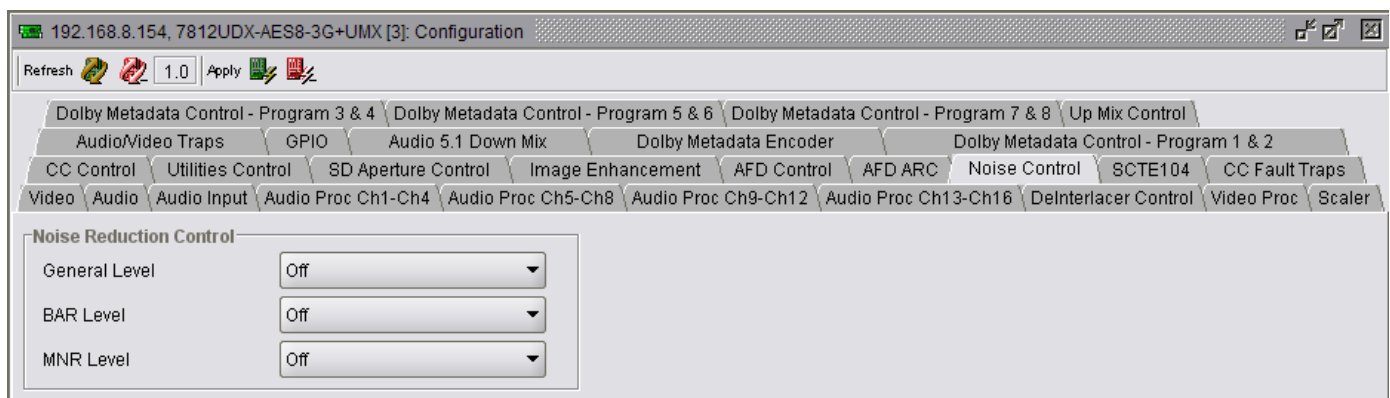 192.168.8.154, 7812UDX-AES8-3G+UMX [3]: Configuration
Refresh 1.0 Apply
Dolby Metadata Control - Program 3 & 4 Dolby Metadata Control - Program 5 & 6 Dolby Metadata Control - Program 7 & 8 Up Mix Control
Audio/Video Traps GPIO Audio 5.1 Down Mix Dolby Metadata Encoder Dolby Metadata Control - Program 1 & 2
CC Control Utilities Control SD Aperture Control Image Enhancement AFD Control AFD ARC Noise Control SCTE104 CC Fault Traps
Video Audio Audio Input Audio Proc Ch1-Ch4 Audio Proc Ch5-Ch8 Audio Proc Ch9-Ch12 Audio Proc Ch13-Ch16 DeInterlacer Control Video Proc Scaler
Noise Reduction Control
General Level Off
BAR Level Off
MNR Level Off